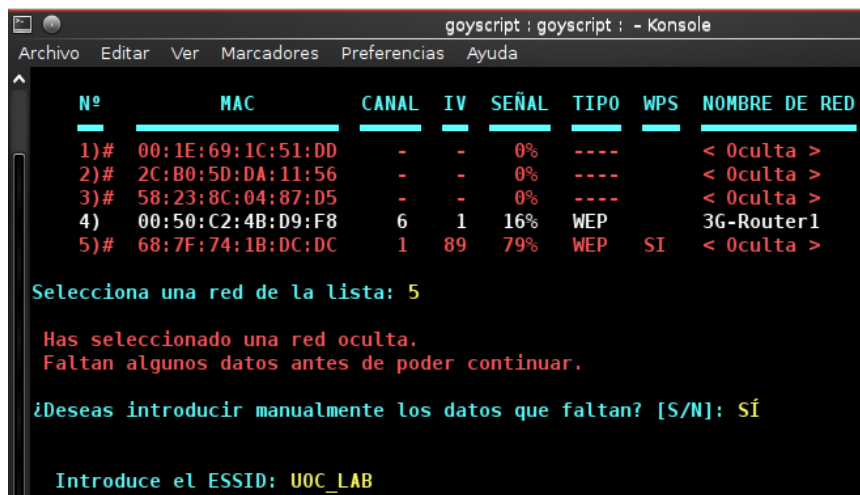 goyscript : goyscript : – Konsole
Archivo Editar Ver Marcadores Preferencias Ayuda
Nº MAC CANAL IV SEÑAL TIPO WPS NOMBRE DE RED
1)# 00:1E:69:1C:51:DD - - 0% ---- < Oculta >
2)# 2C:B0:5D:DA:11:56 - - 0% ---- < Oculta >
3)# 58:23:8C:04:87:D5 - - 0% ---- < Oculta >
4) 00:50:C2:4B:D9:F8 6 1 16% WEP 3G-Router1
5)# 68:7F:74:1B:DC:DC 1 89 79% WEP SI < Oculta >
Selecciona una red de la lista: 5
Has seleccionado una red oculta.
Faltan algunos datos antes de poder continuar.
¿Deseas introducir manualmente los datos que faltan? [S/N]: SÍ
Introduce el ESSID: UOC_LAB